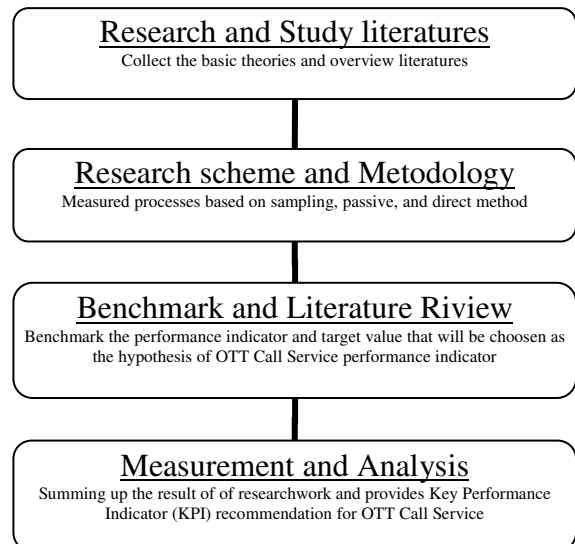 Research and Study literatures
Collect the basic theories and overview literatures
Research scheme and Metodology
Measured processes based on sampling, passive, and direct method
Benchmark and Literature Riview
Benchmark the performance indicator and target value that will be choosen as
the hypothesis of OTT Call Service performance indicator
Measurement and Analysis
Summing up the result of of researchwork and provides Key Performance
Indicator (KPI) recommendation for OTT Call Service